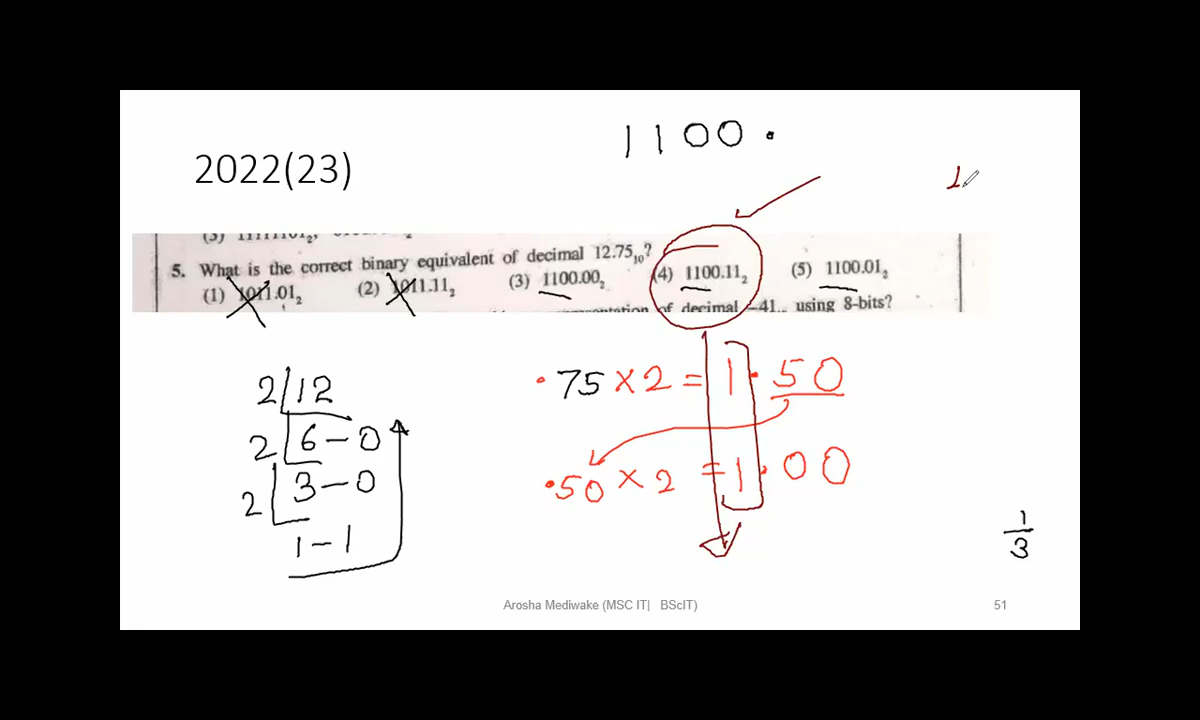 1100.
2022(23)
5. What is the correct binary equivalent of decimal 12.75₁₀?
(1) 1011.01₂ (2) 1011.11₂ (3) 1100.00₂ (4) 1100.11₂ (5) 1100.01₂
of decimal –41 using 8-bits?
2 12
2 6 – 0
2 3 – 0
1 – 1
.75 × 2 = 1.50
.50 × 2 = 1.00
1
3
Arosha Mediwake (MSC IT| BScIT)
51